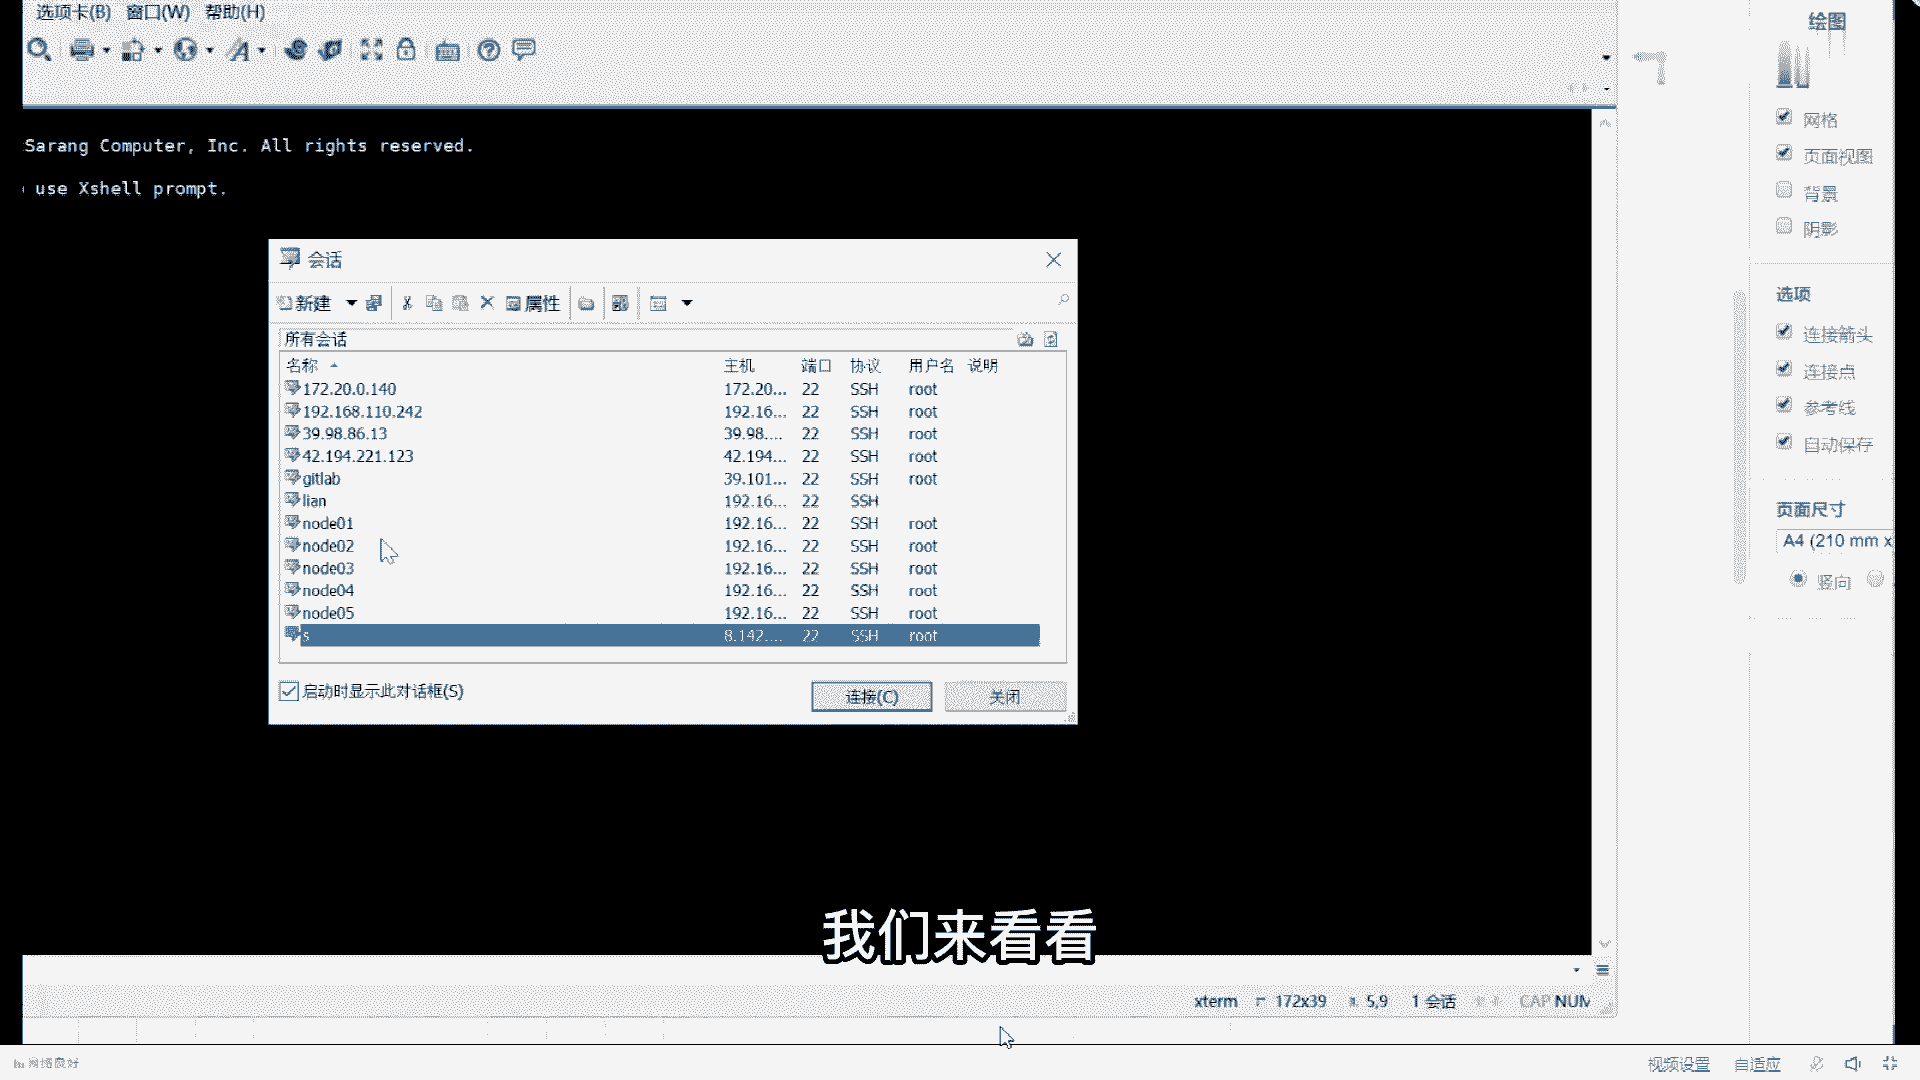 选项卡(B) 窗口(W) 帮助(H)
Sarang Computer, Inc. All rights reserved.
use Xshell prompt.
会话
新建 属性
所有会话
名称 主机 端口 协议 用户名 说明
172.20.0.140 172.20... 22 SSH root
192.168.110.242 192.16... 22 SSH root
39.98.86.13 39.98.... 22 SSH root
42.194.221.123 42.194... 22 SSH root
gitlab 39.101... 22 SSH root
lian 192.16... 22 SSH
node01 192.16... 22 SSH root
node02 192.16... 22 SSH root
node03 192.16... 22 SSH root
node04 192.16... 22 SSH root
node05 192.16... 22 SSH root
s 8.142.... 22 SSH root
启动时显示此对话框(S)
连接(C) 关闭
我们来看看
xterm 172x39 5,9 1 会话 CAP NUM
绘图
网格
页面视图
背景
阴影
选项
连接箭头
连接点
参考线
自动保存
页面尺寸
A4 (210 mm x
竖向
网络良好
视频设置 自适应